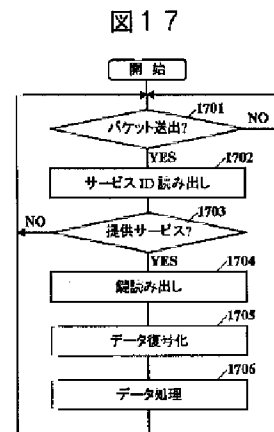 図17
開始
1701
パケット送出?
NO
YES
1702
サービスID読み出し
1703
NO
提供サービス?
YES
1704
鍵読み出し
1705
データ復号化
1706
データ処理